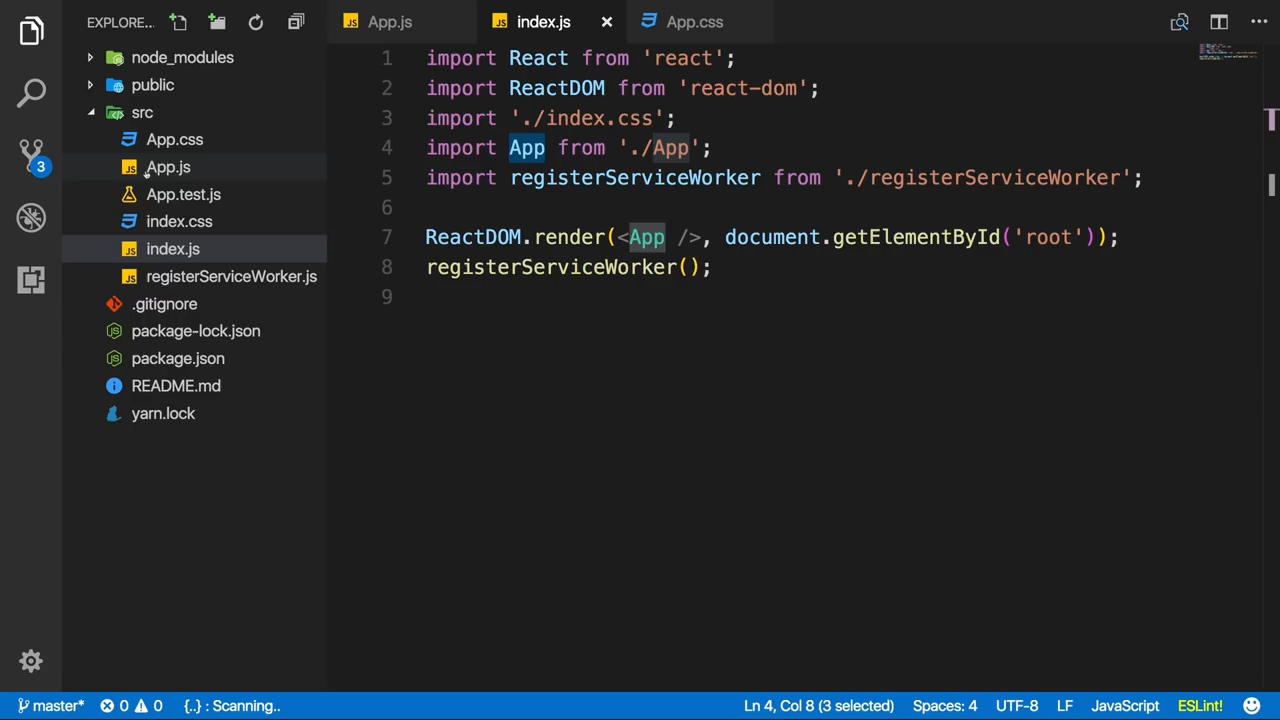 EXPLORE...
App.js
index.js
App.css
node_modules
public
src
App.css
App.js
App.test.js
index.css
index.js
registerServiceWorker.js
.gitignore
package-lock.json
package.json
README.md
yarn.lock
3
1 import React from 'react';
2 import ReactDOM from 'react-dom';
3 import './index.css';
4 import App from './App';
5 import registerServiceWorker from './registerServiceWorker';
6
7 ReactDOM.render(<App />, document.getElementById('root'));
8 registerServiceWorker();
9
master* 0 0 {..} : Scanning.. Ln 4, Col 8 (3 selected) Spaces: 4 UTF-8 LF JavaScript ESLint!